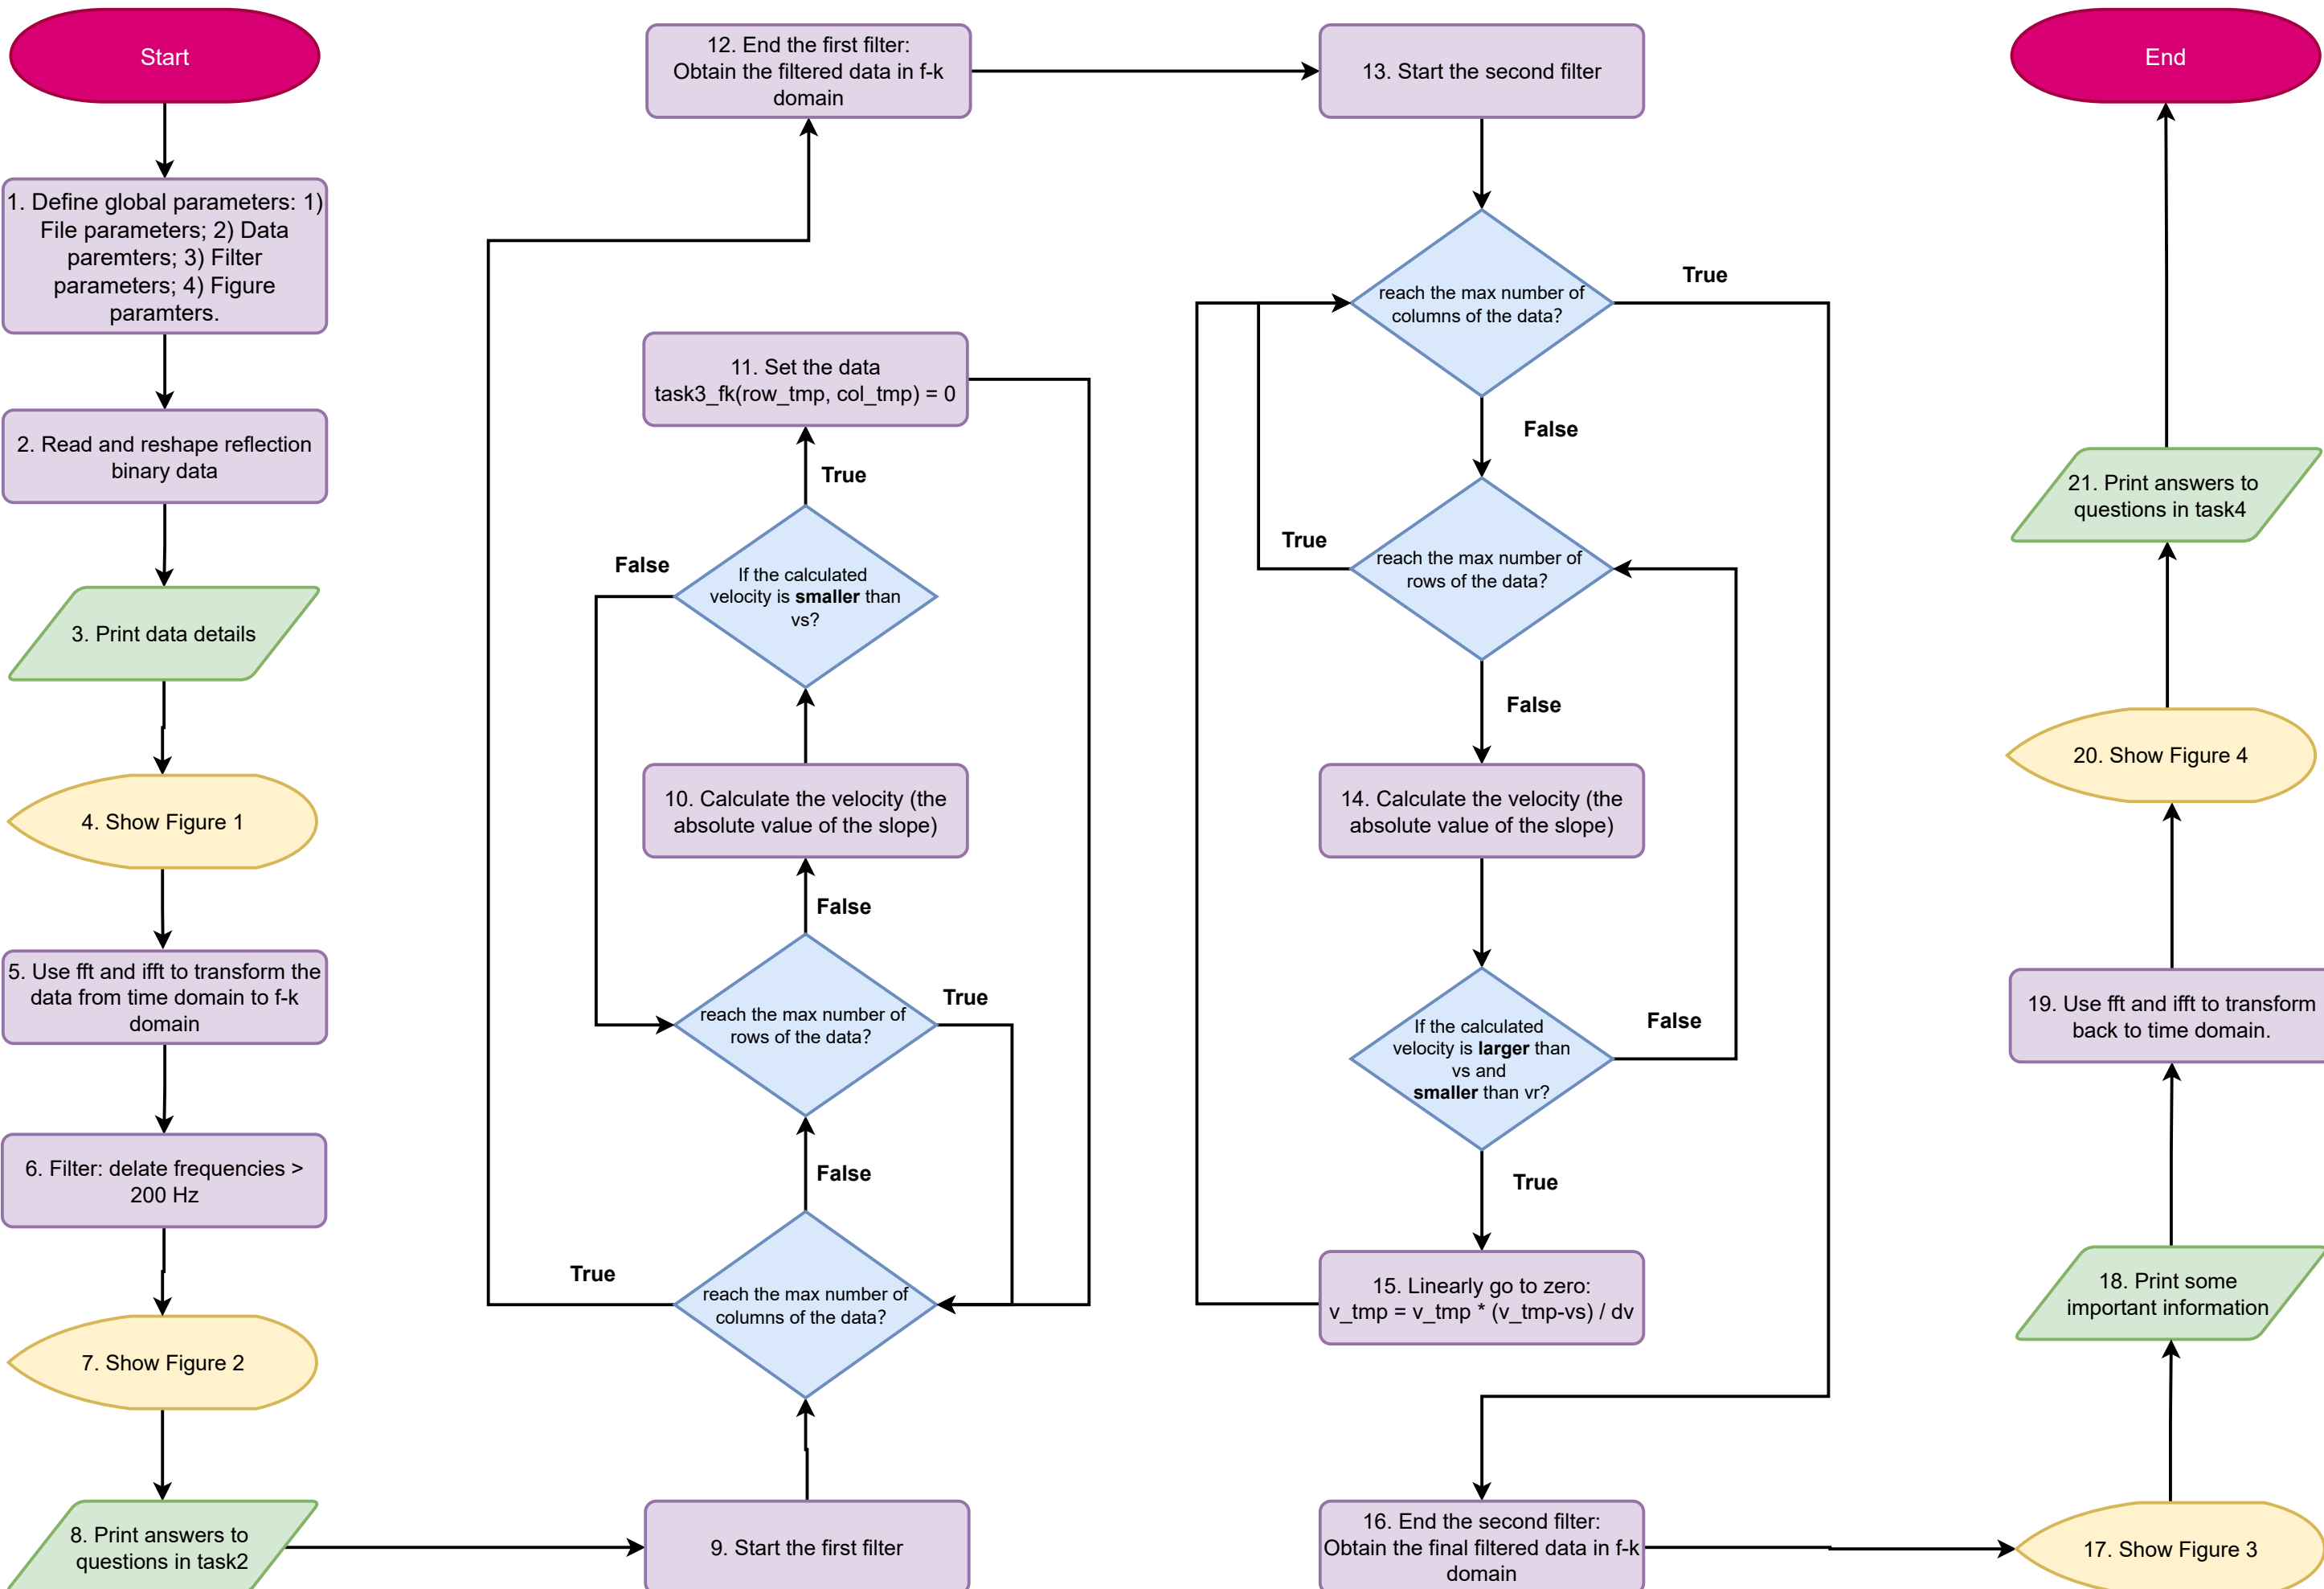 Start
1. Define global parameters: 1)
File parameters; 2) Data
paremters; 3) Filter
parameters; 4) Figure
paramters.
2. Read and reshape reflection
binary data
3. Print data details
4. Show Figure 1
5. Use fft and ifft to transform the
data from time domain to f-k
domain
6. Filter: delate frequencies >
200 Hz
7. Show Figure 2
8. Print answers to
questions in task2
9. Start the first filter
reach the max number of
columns of the data?
True
False
reach the max number of
rows of the data?
True
False
10. Calculate the velocity (the
absolute value of the slope)
If the calculated
velocity is smaller than
vs?
False
True
11. Set the data
task3_fk(row_tmp, col_tmp) = 0
12. End the first filter:
Obtain the filtered data in f-k
domain
13. Start the second filter
reach the max number of
columns of the data?
True
False
reach the max number of
rows of the data?
True
False
14. Calculate the velocity (the
absolute value of the slope)
If the calculated
velocity is larger than
vs and
smaller than vr?
False
True
15. Linearly go to zero:
v_tmp = v_tmp * (v_tmp-vs) / dv
16. End the second filter:
Obtain the final filtered data in f-k
domain
17. Show Figure 3
18. Print some
important information
19. Use fft and ifft to transform
back to time domain.
20. Show Figure 4
21. Print answers to
questions in task4
End